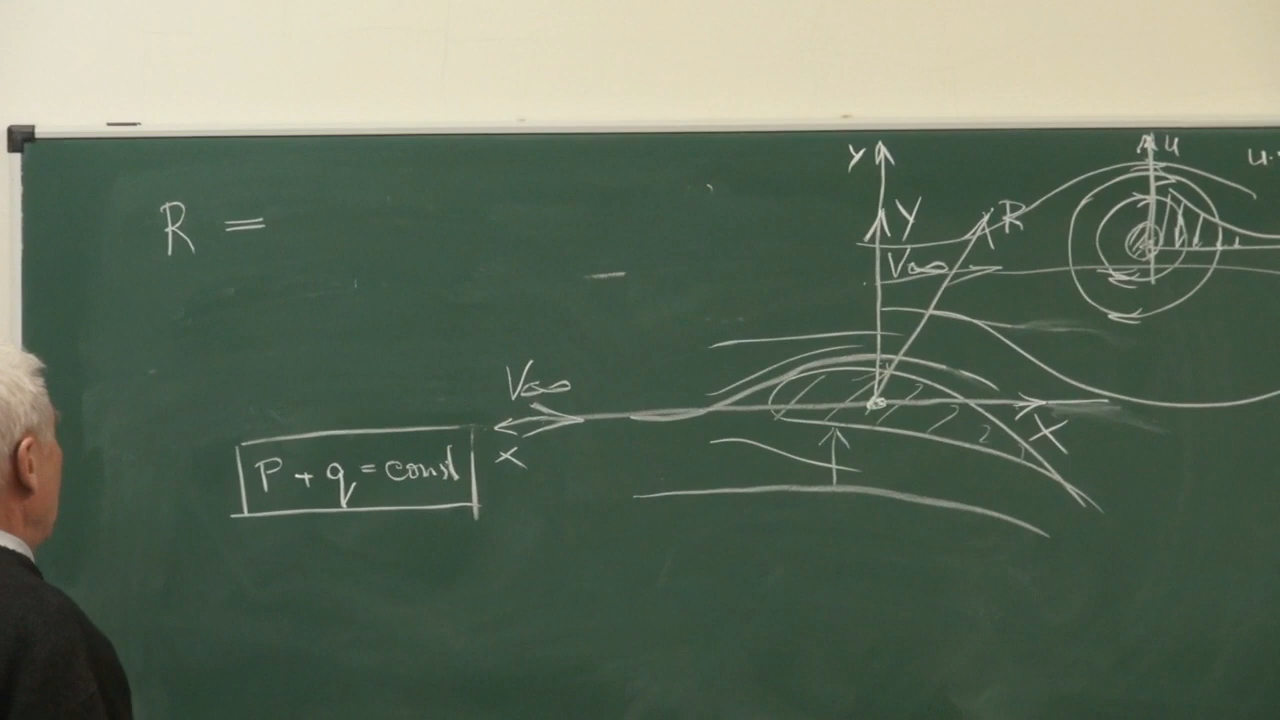 R =
y
Y
R
u
V∞
V∞
x
X
P + q = const